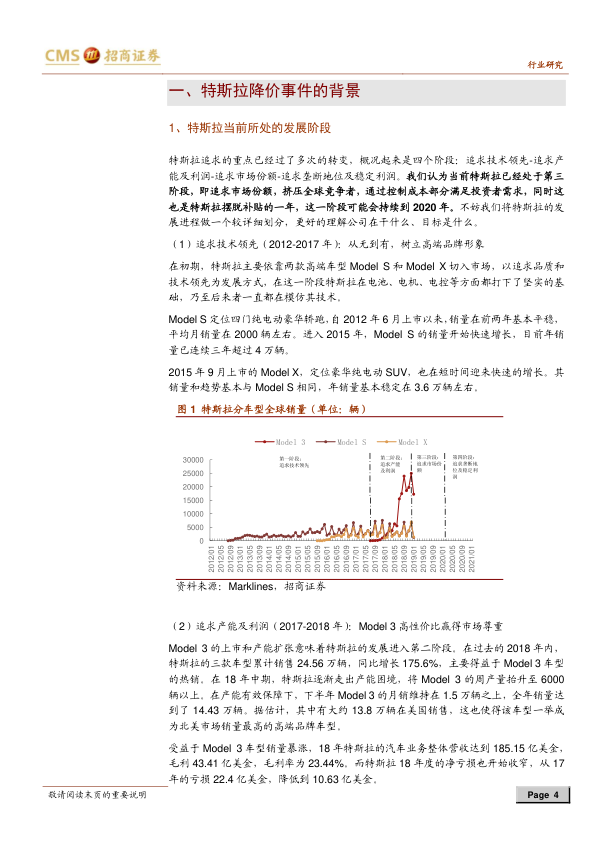 CMS 招商证券
行业研究
一、特斯拉降价事件的背景
1、特斯拉当前所处的发展阶段
特斯拉追求的重点已经过了多次的转变，概况起来是四个阶段：追求技术领先-追求产
能及利润-追求市场份额-追求垄断地位及稳定利润。我们认为当前特斯拉已经处于第三
阶段，即追求市场份额，挤压全球竞争者，通过控制成本部分满足投资者需求，同时这
也是特斯拉摆脱补贴的一年，这一阶段可能会持续到 2020 年。不妨我们将特斯拉的发
展进程做一个较详细划分，更好的理解公司在干什么、目标是什么。
（1）追求技术领先（2012-2017 年）：从无到有，树立高端品牌形象
在初期，特斯拉主要依靠两款高端车型 Model S 和 Model X 切入市场，以追求品质和
技术领先为发展方式，在这一阶段特斯拉在电池、电机、电控等方面都打下了坚实的基
础，乃至后来者一直都在模仿其技术。
Model S 定位四门纯电动豪华轿跑，自 2012 年 6 月上市以来，销量在前两年基本平稳，
平均月销量在 2000 辆左右。进入 2015 年，Model S 的销量开始快速增长，目前年销
量已连续三年超过 4 万辆。
2015 年 9 月上市的 Model X，定位豪华纯电动 SUV，也在短时间迎来快速的增长。其
销量和趋势基本与 Model S 相同，年销量基本稳定在 3.6 万辆左右。
图 1 特斯拉分车型全球销量（单位：辆）
Model 3 Model S Model X
第一阶段：
追求技术领先
第二阶段：
追求产能
及利润
第三阶段：
追求市场份
额
第四阶段：
追求垄断地
位及稳定利
润
30000
25000
20000
15000
10000
5000
0
2012/01 2012/05 2012/09 2013/01 2013/05 2013/09 2014/01 2014/05 2014/09 2015/01 2015/05 2015/09 2016/01 2016/05 2016/09 2017/01 2017/05 2017/09 2018/01 2018/05 2018/09 2019/01 2019/05 2019/09 2020/01 2020/05 2020/09 2021/01
资料来源：Marklines，招商证券
（2）追求产能及利润（2017-2018 年）：Model 3 高性价比赢得市场尊重
Model 3 的上市和产能扩张意味着特斯拉的发展进入第二阶段。在过去的 2018 年内，
特斯拉的三款车型累计销售 24.56 万辆，同比增长 175.6%，主要得益于 Model 3 车型
的热销。在 18 年中期，特斯拉逐渐走出产能困境，将 Model 3 的周产量抬升至 6000
辆以上。在产能有效保障下，下半年 Model 3 的月销维持在 1.5 万辆之上，全年销量达
到了 14.43 万辆。据估计，其中有大约 13.8 万辆在美国销售，这也使得该车型一举成
为北美市场销量最高的高端品牌车型。
受益于 Model 3 车型销量暴涨，18 年特斯拉的汽车业务整体营收达到 185.15 亿美金，
毛利 43.41 亿美金，毛利率为 23.44%。而特斯拉 18 年度的净亏损也开始收窄，从 17
年的亏损 22.4 亿美金，降低到 10.63 亿美金。
敬请阅读末页的重要说明
Page 4